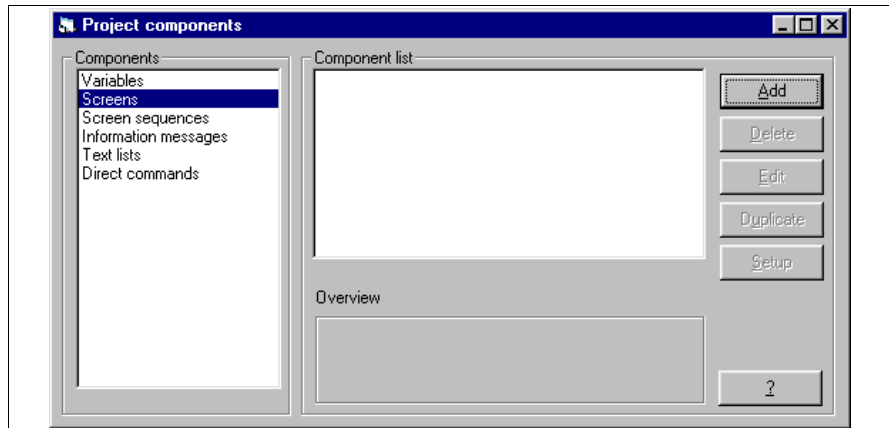 Project components
Components
Variables
Screens
Screen sequences
Information messages
Text lists
Direct commands
Component list
Add
Delete
Edit
Duplicate
Setup
Overview
?